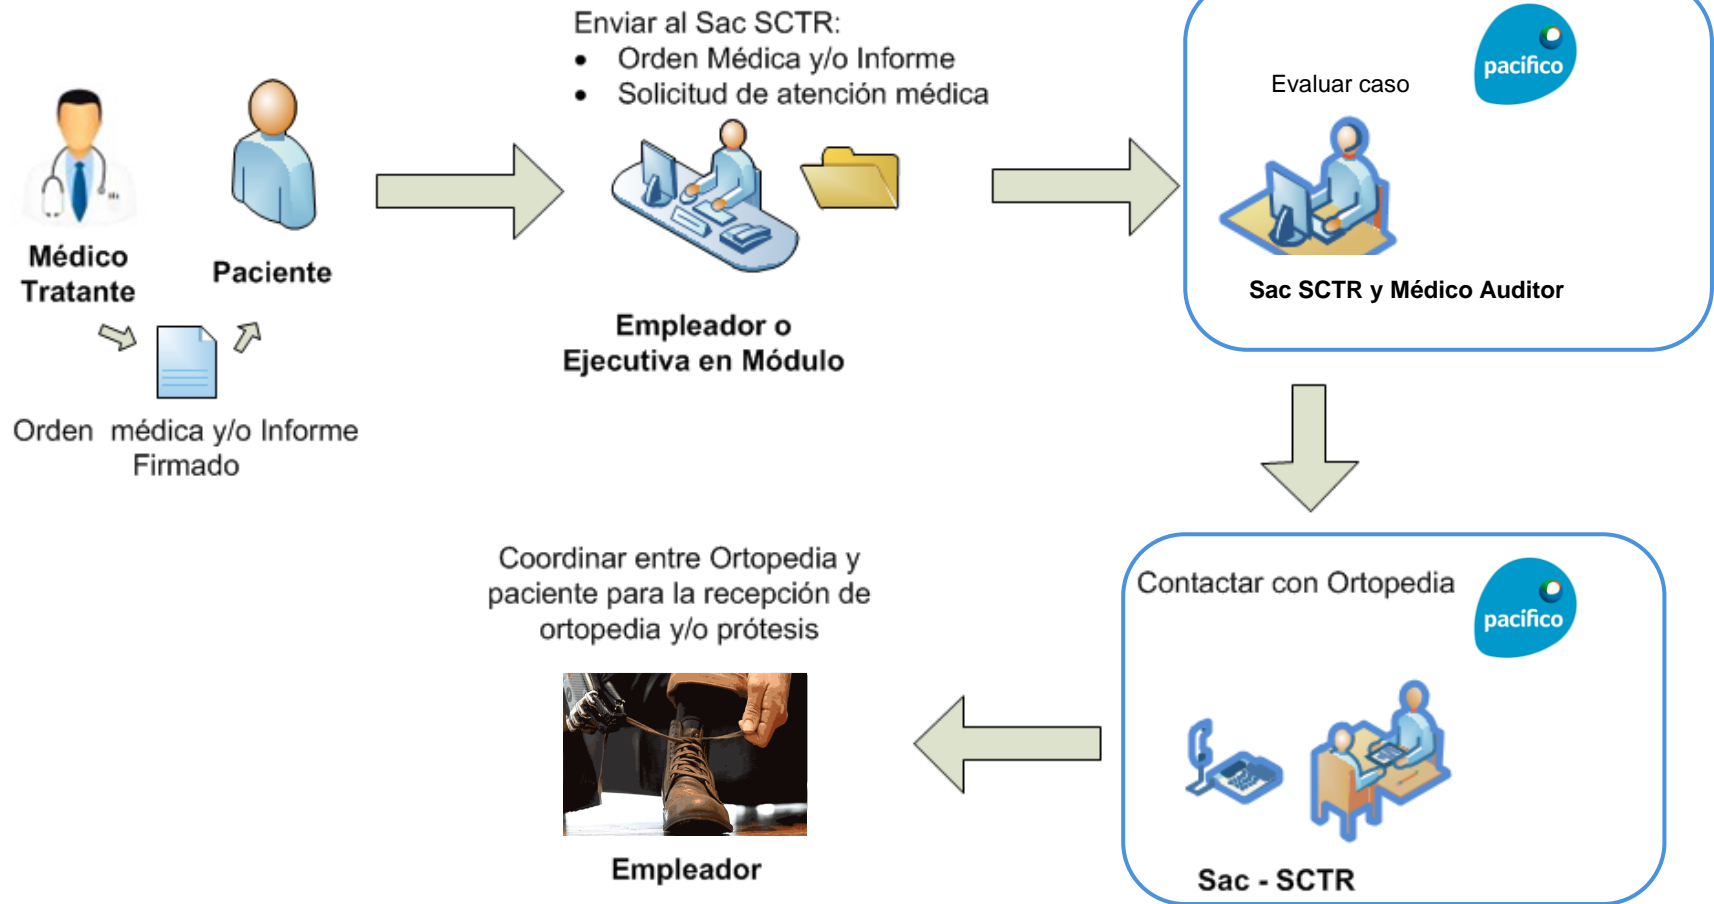 Enviar al Sac SCTR:
• Orden Médica y/o Informe
• Solicitud de atención médica
Médico
Tratante
Paciente
Orden médica y/o Informe
Firmado
Empleador o
Ejecutiva en Módulo
Evaluar caso
pacífico
Sac SCTR y Médico Auditor
Contactar con Ortopedia
pacífico
Sac - SCTR
Coordinar entre Ortopedia y
paciente para la recepción de
ortopedia y/o prótesis
Empleador